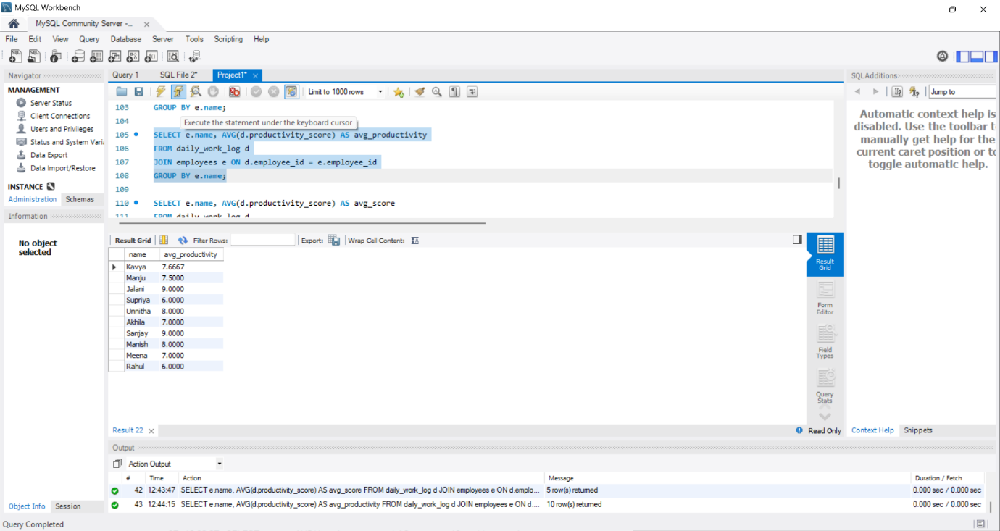 MySQL Workbench
MySQL Community Server -...
File Edit View Query Database Server Tools Scripting Help
Navigator
MANAGEMENT
Server Status
Client Connections
Users and Privileges
Status and System Varia
Data Export
Data Import/Restore
INSTANCE
Administration Schemas
Information
No object
selected
Object Info Session
Query 1 SQL File 2* Project1*
Limit to 1000 rows
103 GROUP BY e.name;
104
Execute the statement under the keyboard cursor
105 SELECT e.name, AVG(d.productivity_score) AS avg_productivity
106 FROM daily_work_log d
107 JOIN employees e ON d.employee_id = e.employee_id
108 GROUP BY e.name;
109
110 SELECT e.name, AVG(d.productivity_score) AS avg_score
111 FROM daily_work_log d
Result Grid Filter Rows: Export: Wrap Cell Content:
name avg_productivity
Kavya 7.6667
Manju 7.5000
Jalani 9.0000
Supriya 6.0000
Unnitha 8.0000
Akhila 7.0000
Sanjay 9.0000
Manish 8.0000
Meena 7.0000
Rahul 6.0000
Result
Grid
Form
Editor
Field
Types
Query
Stats
Result 22
Read Only
SQLAdditions
Jump to
Automatic context help is
disabled. Use the toolbar t
manually get help for the
current caret position or to
toggle automatic help.
Context Help Snippets
Output
Action Output
# Time Action Message Duration / Fetch
42 12:43:47 SELECT e.name, AVG(d.productivity_score) AS avg_score FROM daily_work_log d JOIN employees e ON d.emplo... 5 row(s) returned 0.000 sec / 0.000 sec
43 12:44:15 SELECT e.name, AVG(d.productivity_score) AS avg_productivity FROM daily_work_log d JOIN employees e ON d.... 10 row(s) returned 0.000 sec / 0.000 sec
Query Completed